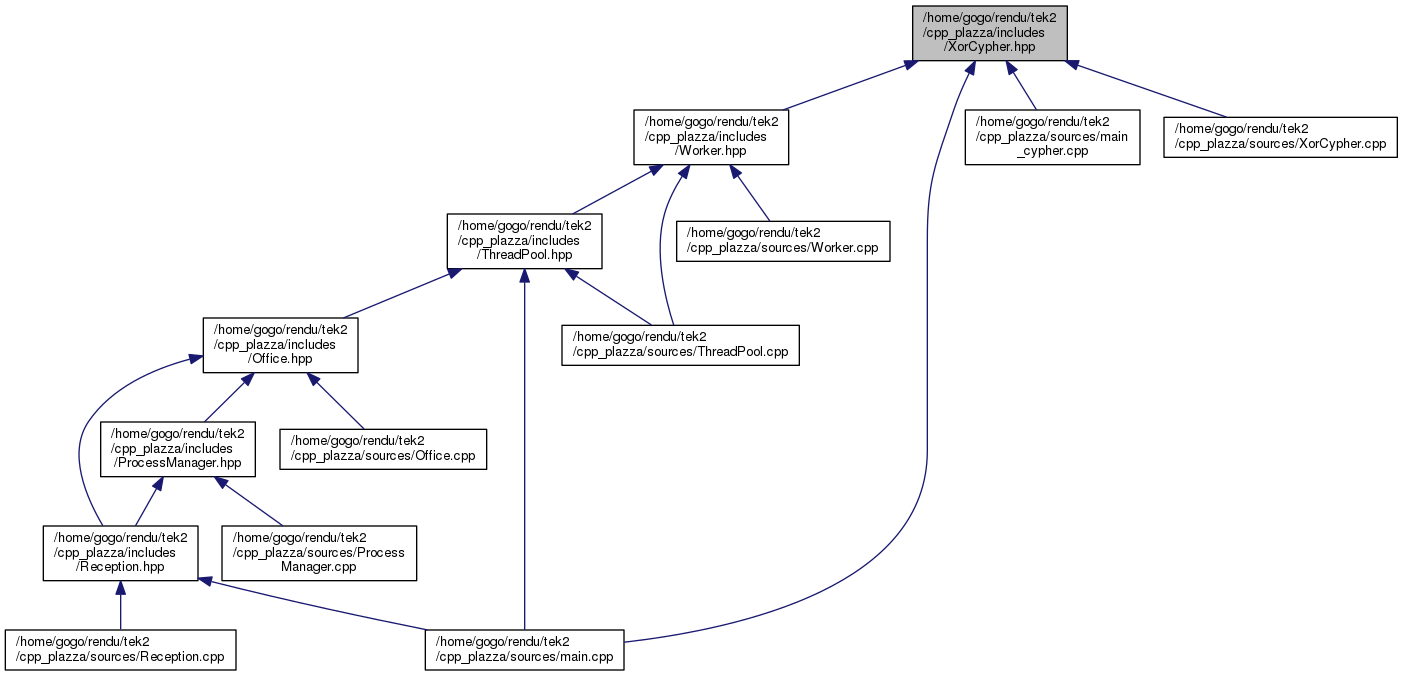 /home/gogo/rendu/tek2
/cpp_plazza/includes
/XorCypher.hpp
/home/gogo/rendu/tek2
/cpp_plazza/includes
/Worker.hpp
/home/gogo/rendu/tek2
/cpp_plazza/sources/main
_cypher.cpp
/home/gogo/rendu/tek2
/cpp_plazza/sources/XorCypher.cpp
/home/gogo/rendu/tek2
/cpp_plazza/includes
/ThreadPool.hpp
/home/gogo/rendu/tek2
/cpp_plazza/sources/Worker.cpp
/home/gogo/rendu/tek2
/cpp_plazza/includes
/Office.hpp
/home/gogo/rendu/tek2
/cpp_plazza/sources/ThreadPool.cpp
/home/gogo/rendu/tek2
/cpp_plazza/includes
/ProcessManager.hpp
/home/gogo/rendu/tek2
/cpp_plazza/sources/Office.cpp
/home/gogo/rendu/tek2
/cpp_plazza/includes
/Reception.hpp
/home/gogo/rendu/tek2
/cpp_plazza/sources/Process
Manager.cpp
/home/gogo/rendu/tek2
/cpp_plazza/sources/Reception.cpp
/home/gogo/rendu/tek2
/cpp_plazza/sources/main.cpp